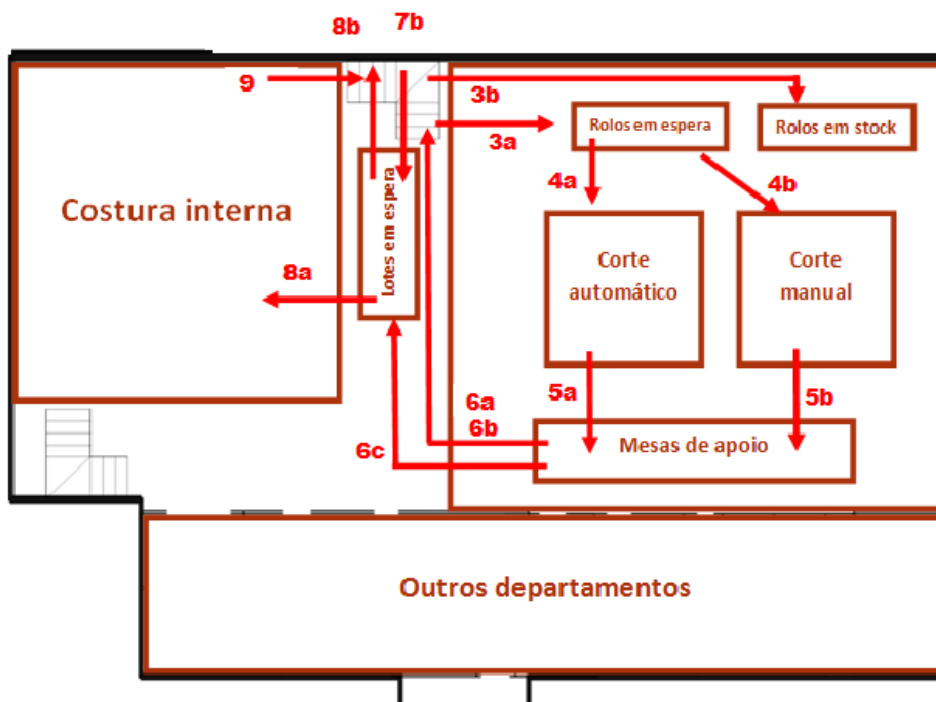 8b
7b
9
3b
3a
Rolos em espera
Rolos em stock
4a
4b
Costura interna
Lotes em espera
8a
Corte
automático
Corte
manual
5a
5b
6a
6b
6c
Mesas de apoio
Outros departamentos